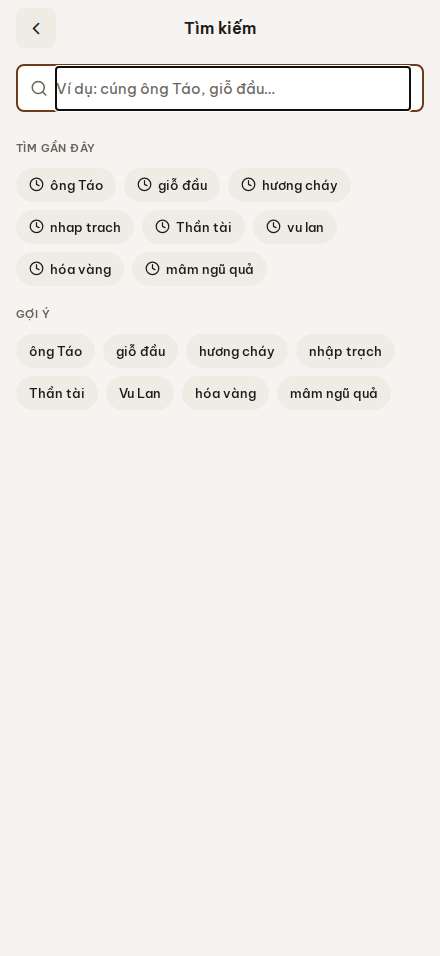 Tìm kiếm
Ví dụ: cúng ông Táo, giỗ đầu...
TÌM GẦN ĐÂY
ông Táo giỗ đầu hương cháy
nhap trach Thần tài vu lan
hóa vàng mâm ngũ quả
GỢI Ý
ông Táo giỗ đầu hương cháy nhập trạch
Thần tài Vu Lan hóa vàng mâm ngũ quả